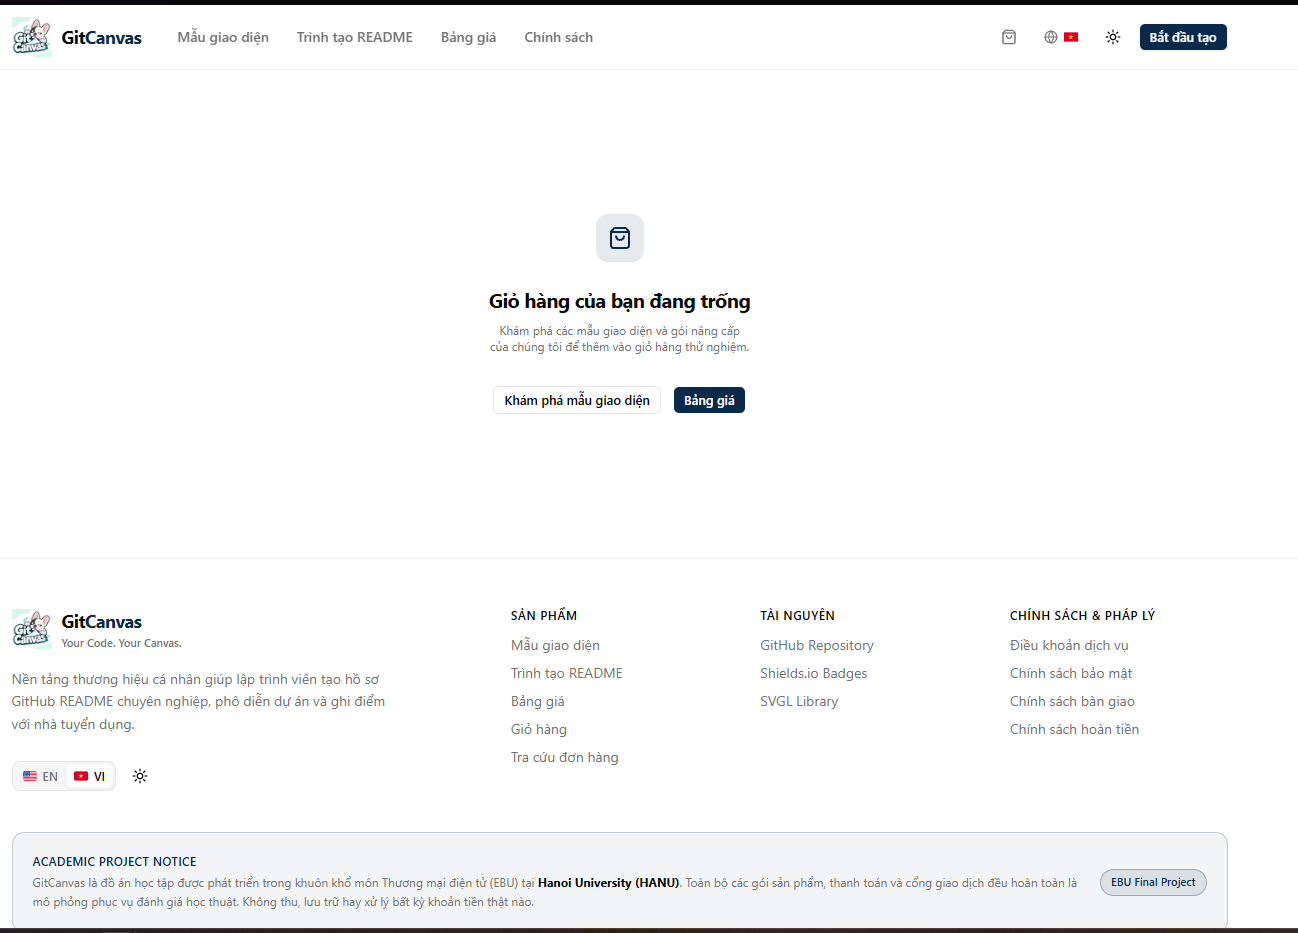 GitCanvas
GitCanvas
Mẫu giao diện
Trình tạo README
Bảng giá
Chính sách
Bắt đầu tạo
Giỏ hàng của bạn đang trống
Khám phá các mẫu giao diện và gói nâng cấp
của chúng tôi để thêm vào giỏ hàng thử nghiệm.
Khám phá mẫu giao diện
Bảng giá
GitCanvas
GitCanvas
Your Code. Your Canvas.
Nền tảng thương hiệu cá nhân giúp lập trình viên tạo hồ sơ
GitHub README chuyên nghiệp, phô diễn dự án và ghi điểm
với nhà tuyển dụng.
EN
VI
SẢN PHẨM
Mẫu giao diện
Trình tạo README
Bảng giá
Giỏ hàng
Tra cứu đơn hàng
TÀI NGUYÊN
GitHub Repository
Shields.io Badges
SVGL Library
CHÍNH SÁCH & PHÁP LÝ
Điều khoản dịch vụ
Chính sách bảo mật
Chính sách bàn giao
Chính sách hoàn tiền
ACADEMIC PROJECT NOTICE
GitCanvas là đồ án học tập được phát triển trong khuôn khổ môn Thương mại điện tử (EBU) tại Hanoi University (HANU). Toàn bộ các gói sản phẩm, thanh toán và cổng giao dịch đều hoàn toàn là
mô phỏng phục vụ đánh giá học thuật. Không thu, lưu trữ hay xử lý bất kỳ khoản tiền thật nào.
EBU Final Project